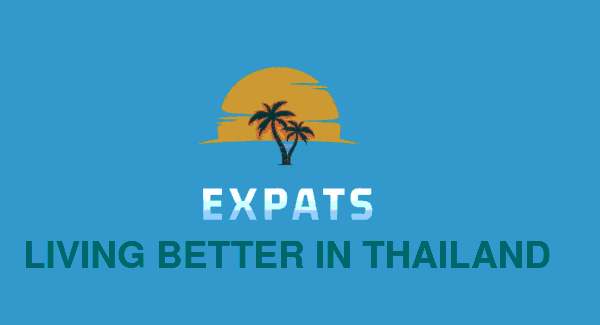 EXPATS
LIVING BETTER IN THAILAND